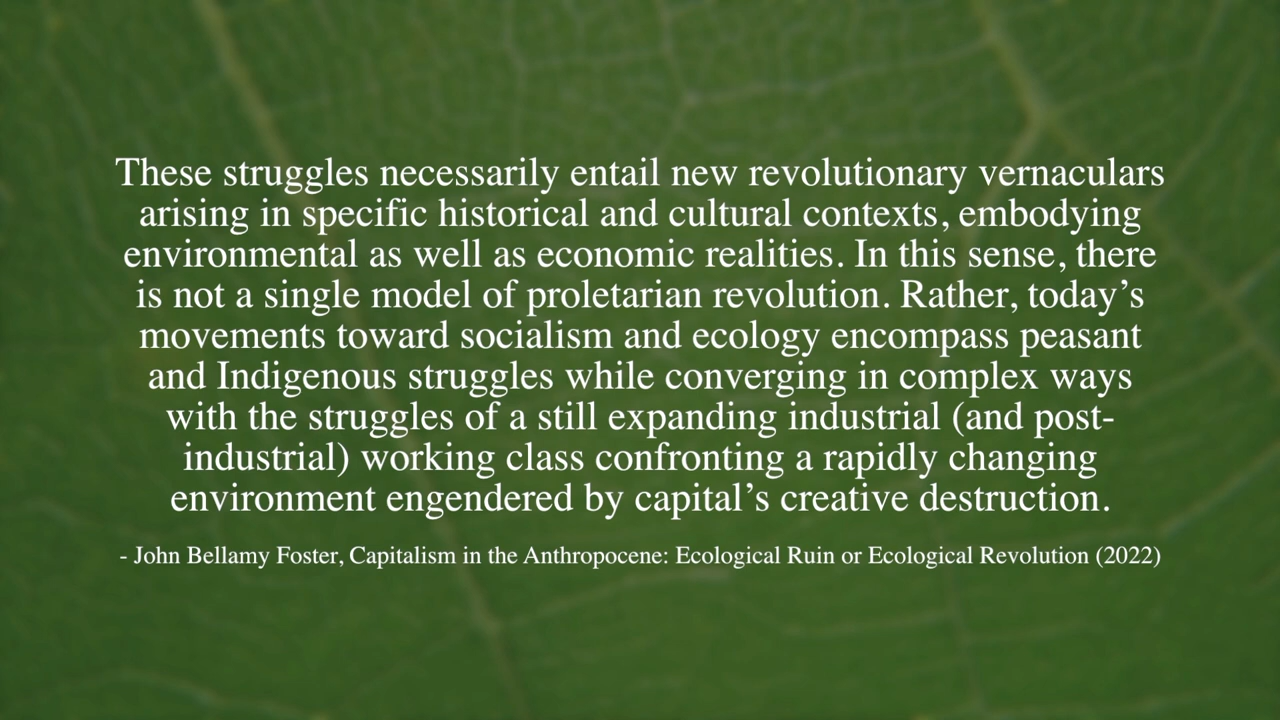 These struggles necessarily entail new revolutionary vernaculars
arising in specific historical and cultural contexts, embodying
environmental as well as economic realities. In this sense, there
is not a single model of proletarian revolution. Rather, today’s
movements toward socialism and ecology encompass peasant
and Indigenous struggles while converging in complex ways
with the struggles of a still expanding industrial (and post-
industrial) working class confronting a rapidly changing
environment engendered by capital’s creative destruction.
- John Bellamy Foster, Capitalism in the Anthropocene: Ecological Ruin or Ecological Revolution (2022)